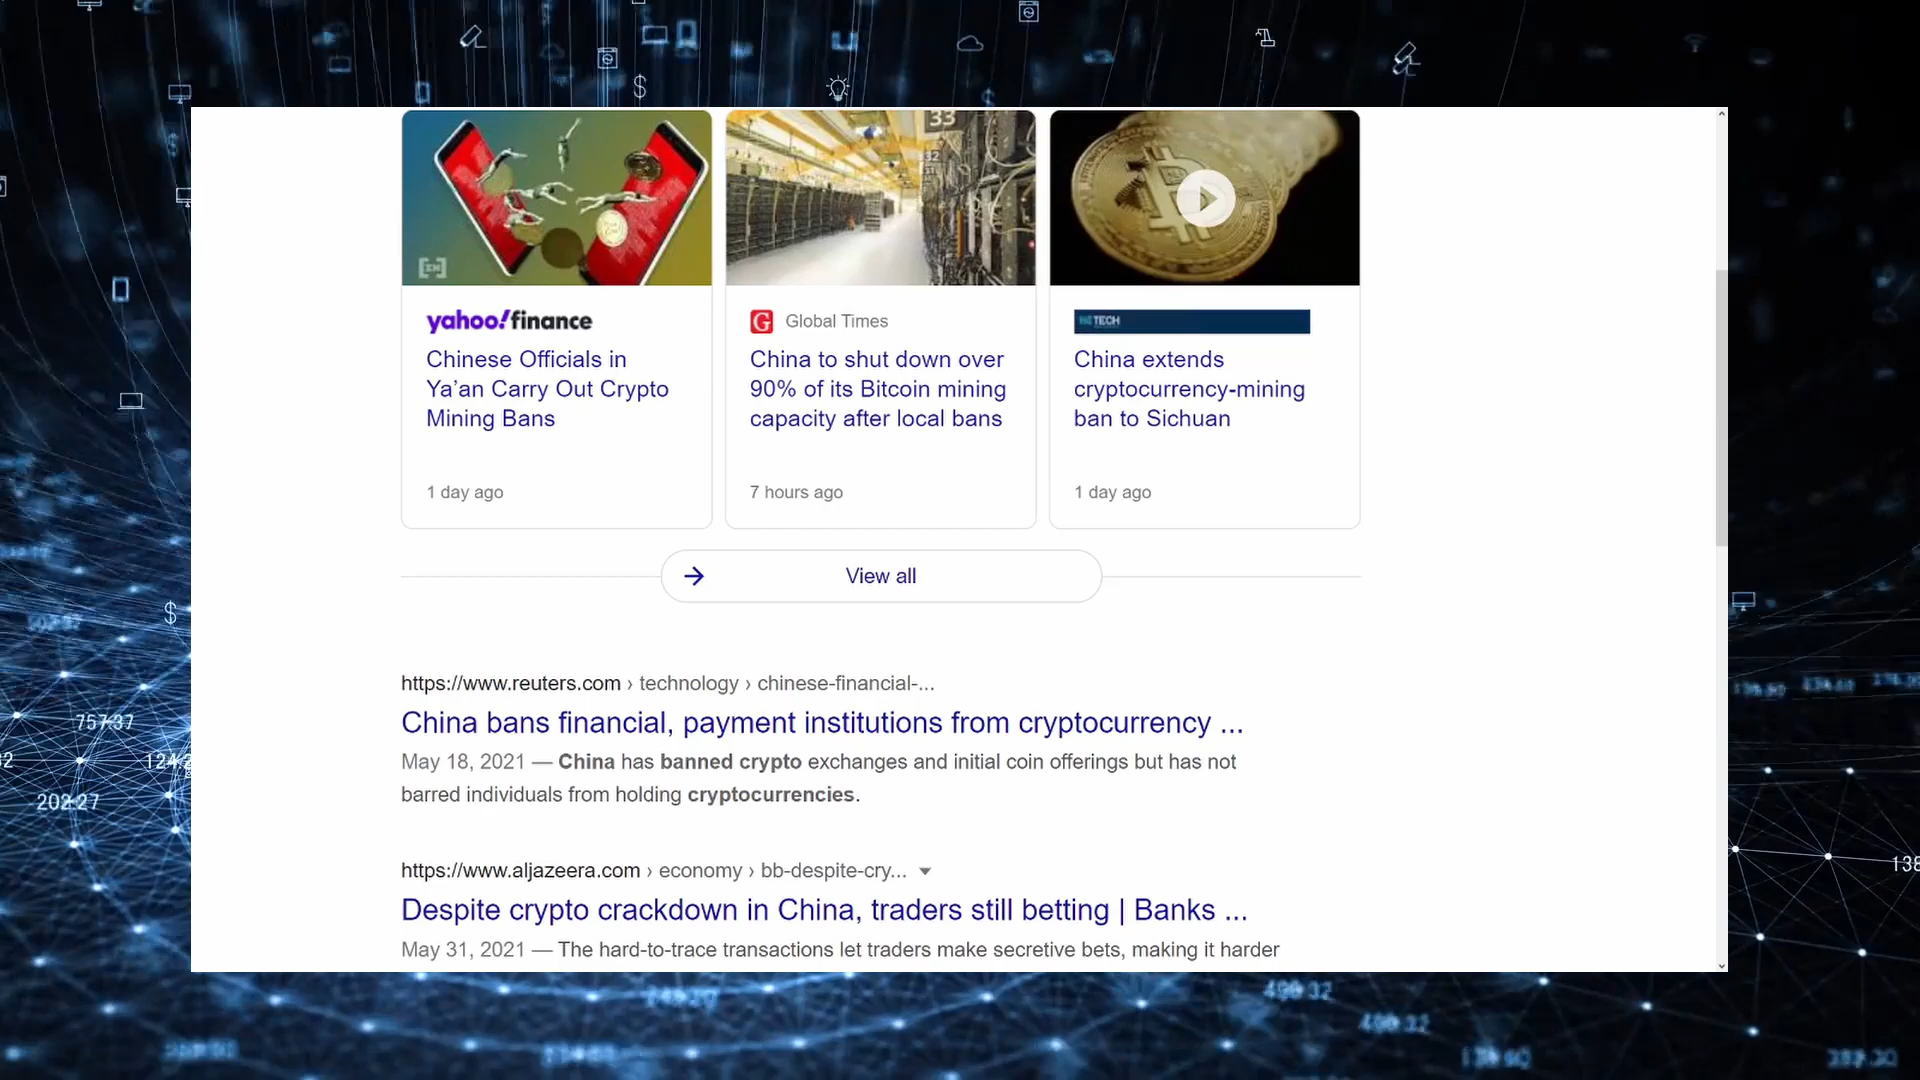 33
32
yahoo!finance
Chinese Officials in
Ya’an Carry Out Crypto
Mining Bans
1 day ago
G Global Times
China to shut down over
90% of its Bitcoin mining
capacity after local bans
7 hours ago
TECH
China extends
cryptocurrency-mining
ban to Sichuan
1 day ago
View all
https://www.reuters.com › technology › chinese-financial-...
China bans financial, payment institutions from cryptocurrency ...
May 18, 2021 — China has banned crypto exchanges and initial coin offerings but has not
barred individuals from holding cryptocurrencies.
https://www.aljazeera.com › economy › bb-despite-cry...
Despite crypto crackdown in China, traders still betting | Banks ...
May 31, 2021 — The hard-to-trace transactions let traders make secretive bets, making it harder
757.37
202.27